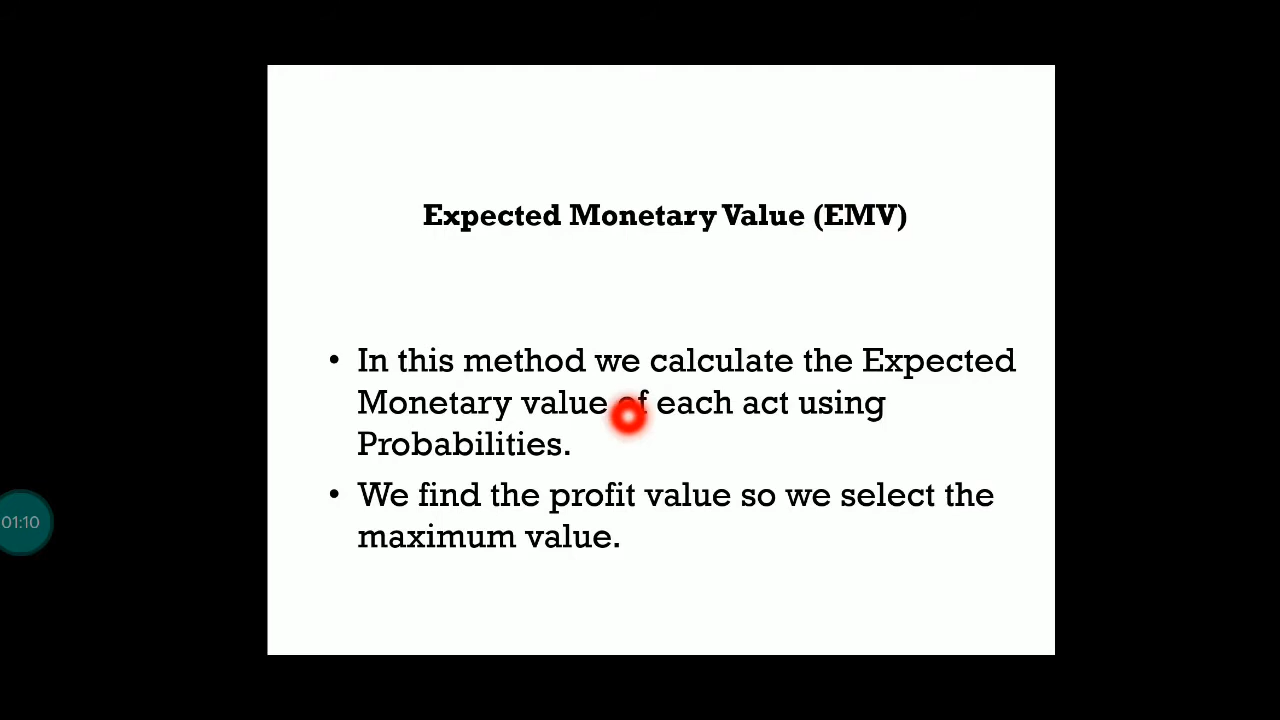 Expected Monetary Value (EMV)
• In this method we calculate the Expected
Monetary value of each act using
Probabilities.
• We find the profit value so we select the
maximum value.
01:10